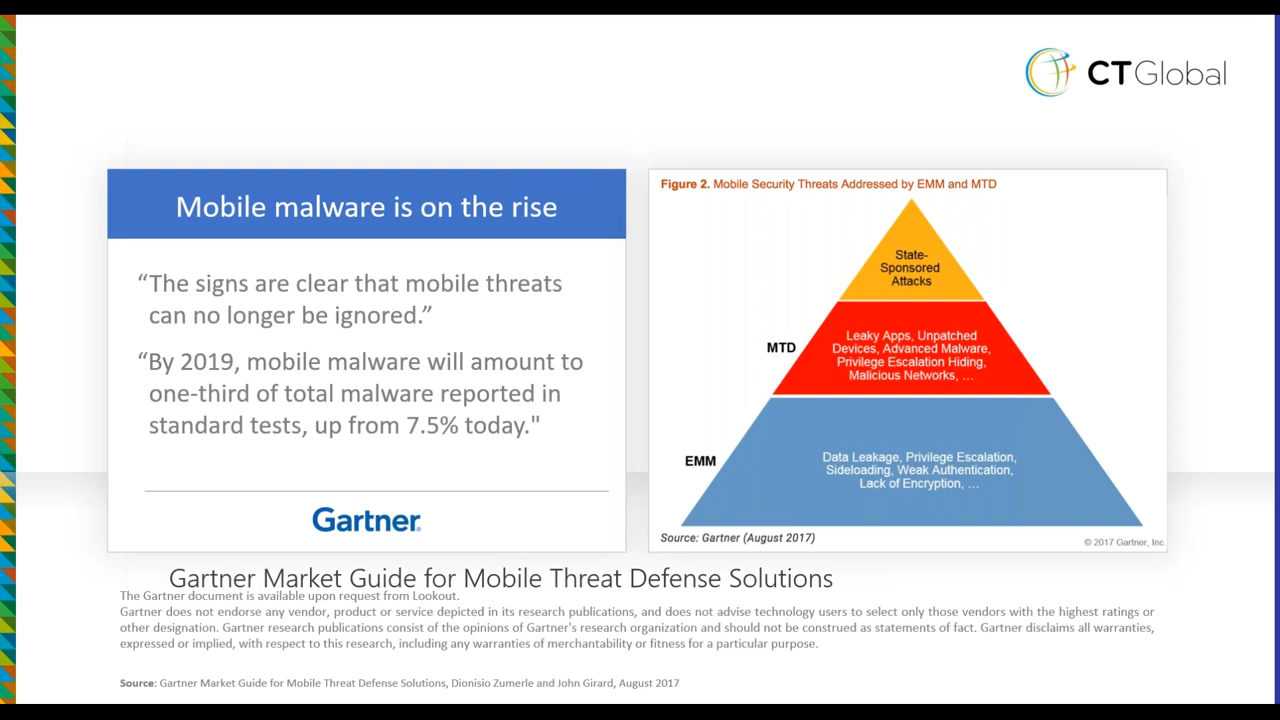 CTGlobal
Mobile malware is on the rise
“The signs are clear that mobile threats
can no longer be ignored.”
“By 2019, mobile malware will amount to
one-third of total malware reported in
standard tests, up from 7.5% today."
Gartner
Figure 2. Mobile Security Threats Addressed by EMM and MTD
State-
Sponsored
Attacks
MTD
Leaky Apps, Unpatched
Devices, Advanced Malware,
Privilege Escalation Hiding,
Malicious Networks, ...
EMM
Data Leakage, Privilege Escalation,
Sideloading, Weak Authentication,
Lack of Encryption, ...
Source: Gartner (August 2017)
© 2017 Gartner, Inc.
Gartner Market Guide for Mobile Threat Defense Solutions
The Gartner document is available upon request from Lookout.
Gartner does not endorse any vendor, product or service depicted in its research publications, and does not advise technology users to select only those vendors with the highest ratings or
other designation. Gartner research publications consist of the opinions of Gartner's research organization and should not be construed as statements of fact. Gartner disclaims all warranties,
expressed or implied, with respect to this research, including any warranties of merchantability or fitness for a particular purpose.
Source: Gartner Market Guide for Mobile Threat Defense Solutions, Dionisio Zumerle and John Girard, August 2017